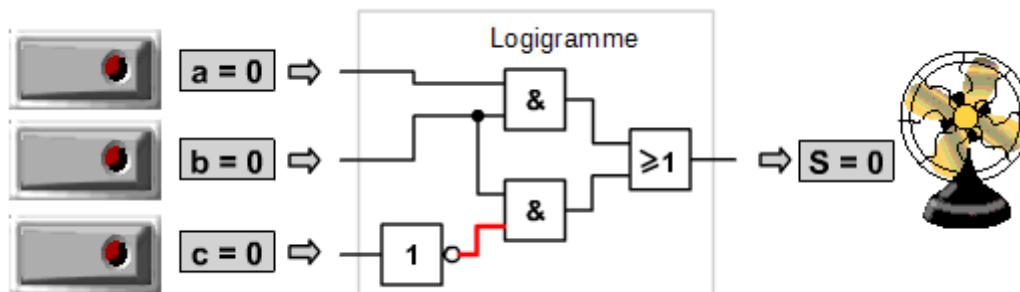 Logigramme
a = 0
&
b = 0
≥1
S = 0
&
c = 0
1